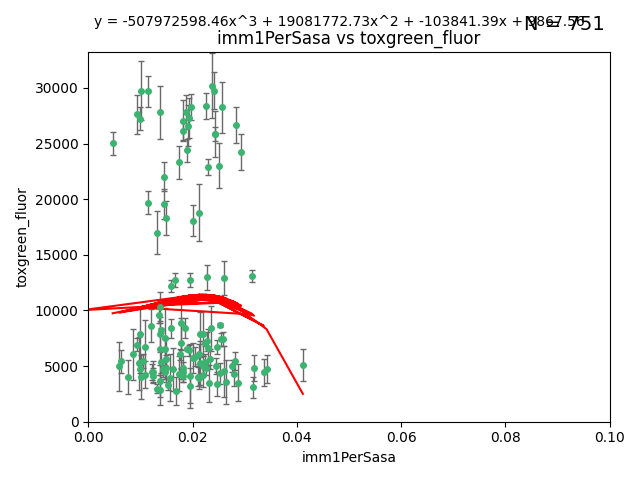 y = -507972598.46x^3 + 19081772.73x^2 + -103841.39x + 9867.56
N = 751
imm1PerSasa vs toxgreen_fluor
30000
25000
20000
15000
10000
5000
0
toxgreen_fluor
0.00 0.02 0.04 0.06 0.08 0.10
imm1PerSasa